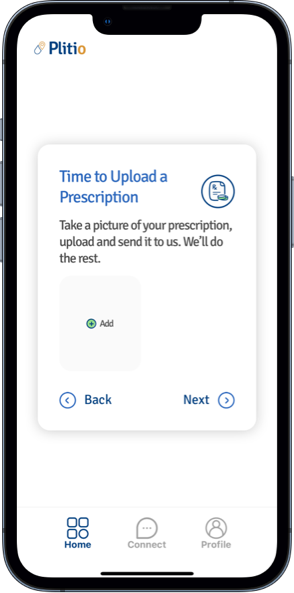 Plitio
Time to Upload a
Prescription
Take a picture of your prescription,
upload and send it to us. We'll do
the rest.
Add
Back
Next
Home
Connect
Profile